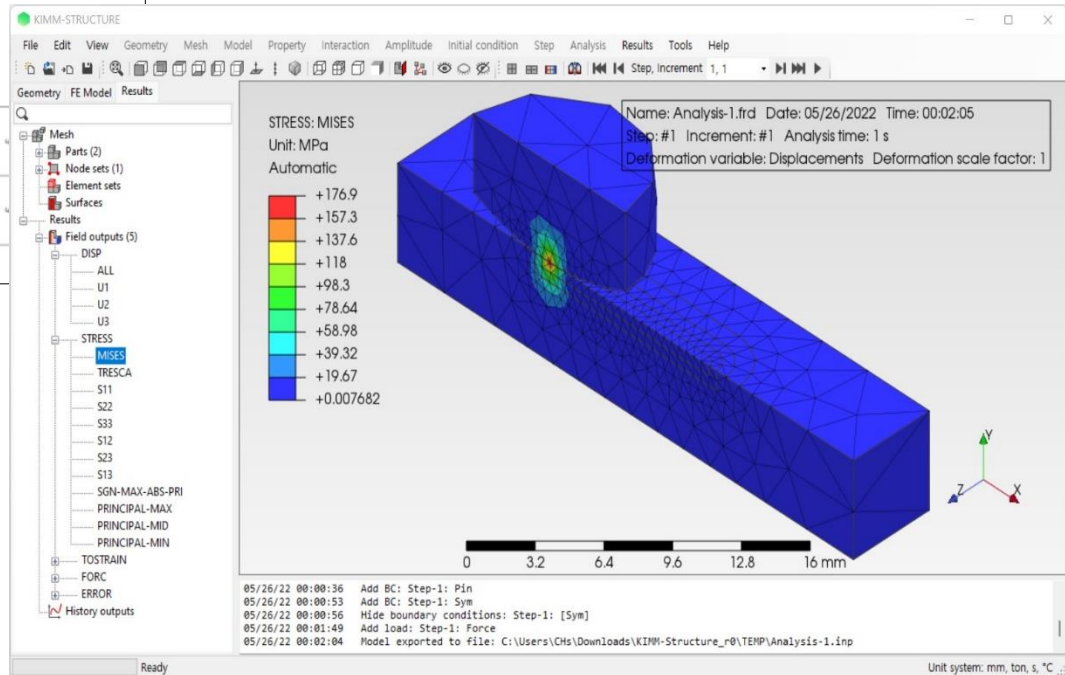 KIMM-STRUCTURE
File Edit View Geometry Mesh Model Property Interaction Amplitude Initial condition Step Analysis Results Tools Help
Step, Increment 1, 1
Geometry FE Model Results
Mesh
Parts (2)
Node sets (1)
Element sets
Surfaces
Results
Field outputs (5)
DISP
ALL
U1
U2
U3
STRESS
MISES
TRESCA
S11
S22
S33
S12
S23
S13
SGN-MAX-ABS-PRI
PRINCIPAL-MAX
PRINCIPAL-MID
PRINCIPAL-MIN
TOSTRAIN
FORC
ERROR
History outputs
STRESS: MISES
Unit: MPa
Automatic
+176.9
+157.3
+137.6
+118
+98.3
+78.64
+58.98
+39.32
+19.67
+0.007682
Name: Analysis-1.frd Date: 05/26/2022 Time: 00:02:05
Step: #1 Increment: #1 Analysis time: 1 s
Deformation variable: Displacements Deformation scale factor: 1
Y
Z X
0 3.2 6.4 9.6 12.8 16 mm
05/26/22 00:00:36 Add BC: Step-1: Pin
05/26/22 00:00:53 Add BC: Step-1: Sym
05/26/22 00:00:56 Hide boundary conditions: Step-1: [Sym]
05/26/22 00:01:49 Add load: Step-1: Force
05/26/22 00:02:04 Model exported to file: C:\Users\CHs\Downloads\KIMM-Structure_r0\TEMP\Analysis-1.inp
Ready
Unit system: mm, ton, s, °C